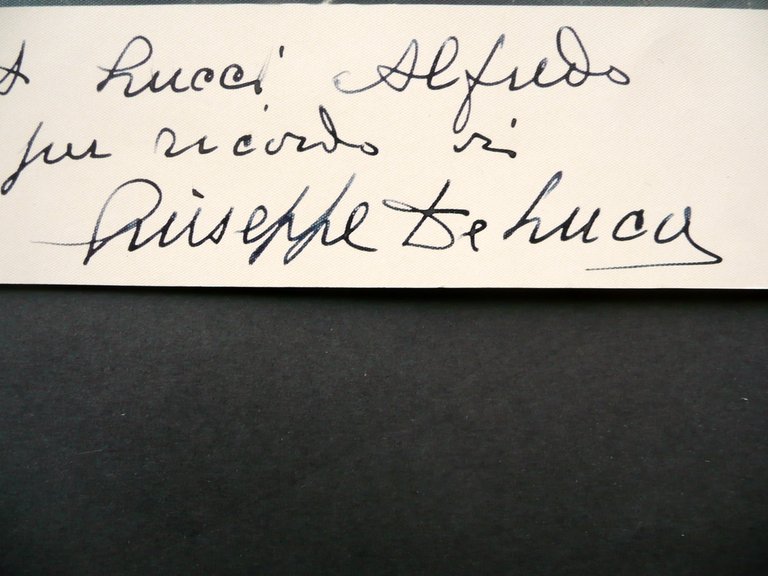 A Lucci Alfredo
per ricordo di
Giuseppe De Luca